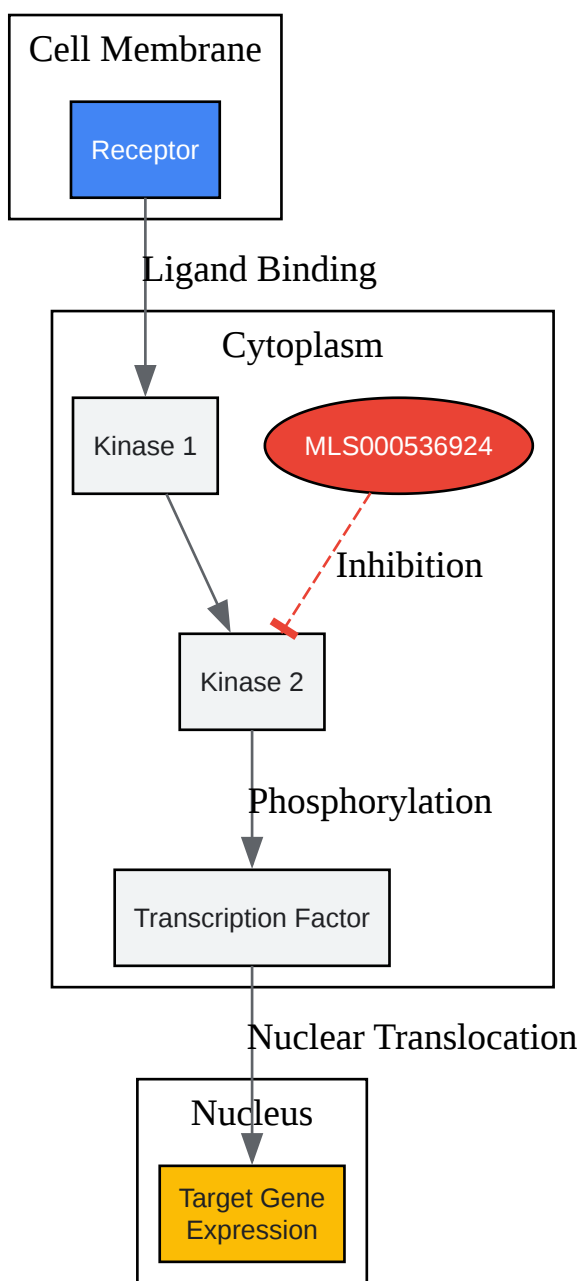 Cell Membrane
Receptor
Ligand Binding
Cytoplasm
Kinase 1
MLS000536924
Inhibition
Kinase 2
Phosphorylation
Transcription Factor
Nuclear Translocation
Nucleus
Target Gene
Expression